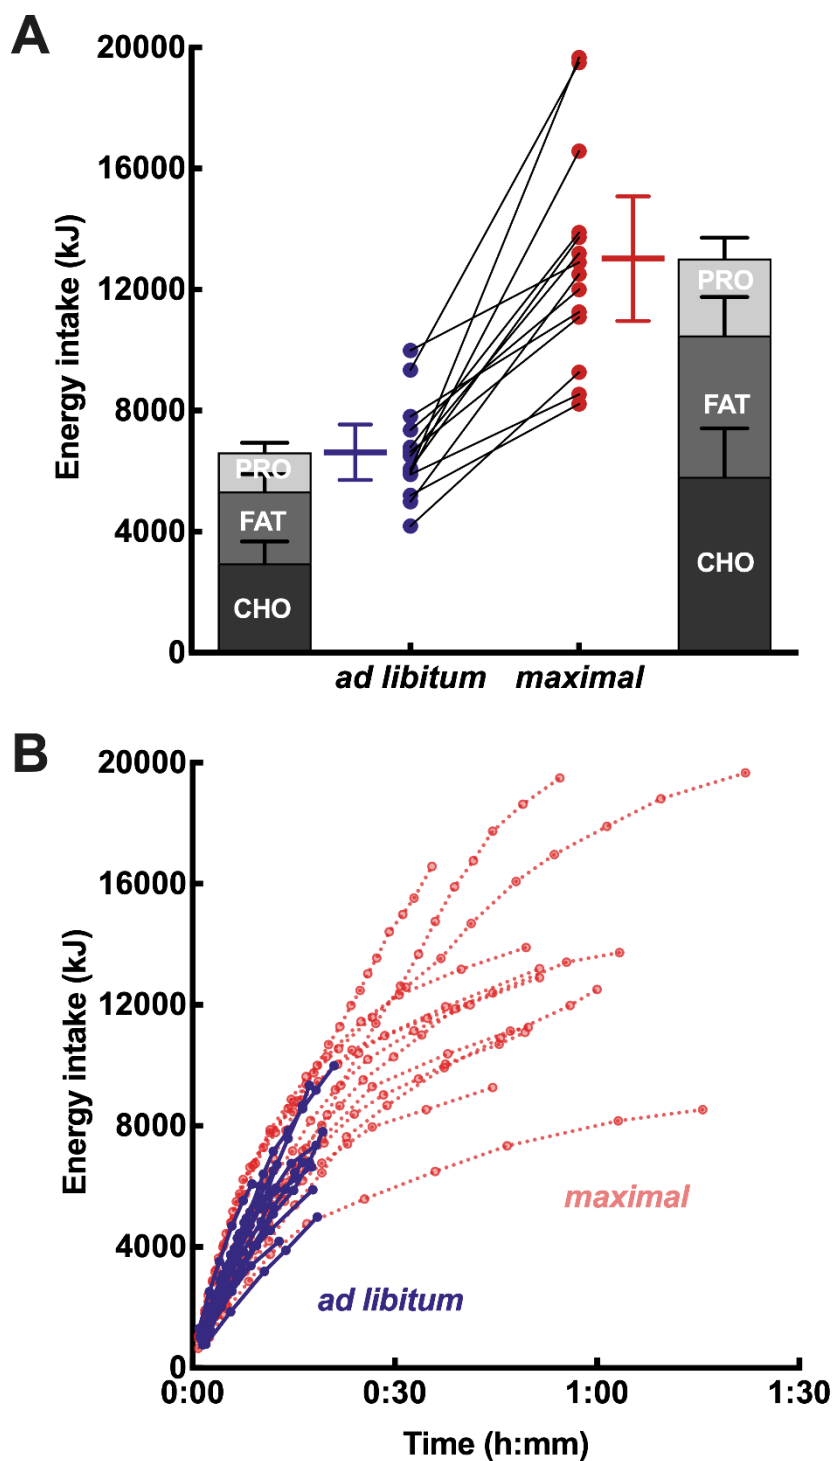 A
20000
16000
12000
8000
4000
0
Energy intake (kJ)
PRO
FAT
CHO
PRO
FAT
CHO
ad libitum maximal
B
20000
16000
12000
8000
4000
0
Energy intake (kJ)
maximal
ad libitum
0:00 0:30 1:00 1:30
Time (h:mm)